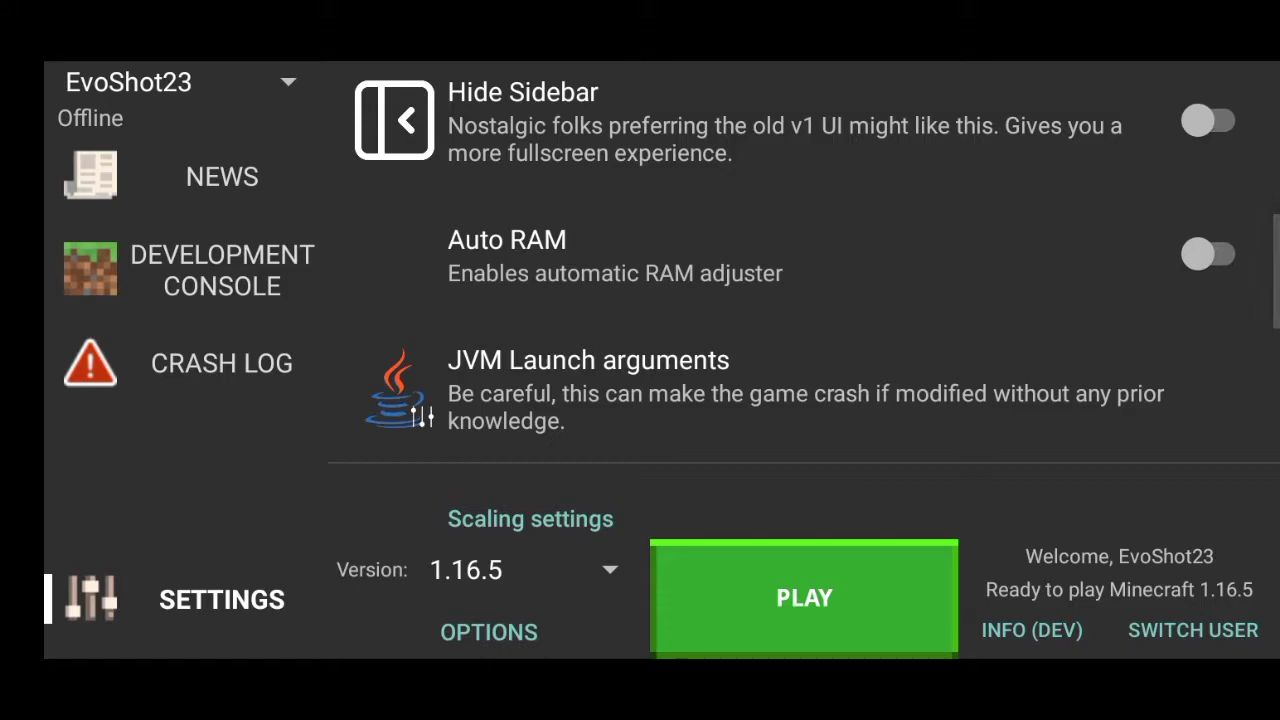 EvoShot23
Offline
NEWS
DEVELOPMENT
CONSOLE
CRASH LOG
SETTINGS
Hide Sidebar
Nostalgic folks preferring the old v1 UI might like this. Gives you a
more fullscreen experience.
Auto RAM
Enables automatic RAM adjuster
JVM Launch arguments
Be careful, this can make the game crash if modified without any prior
knowledge.
Scaling settings
Version: 1.16.5
OPTIONS
PLAY
Welcome, EvoShot23
Ready to play Minecraft 1.16.5
INFO (DEV) SWITCH USER